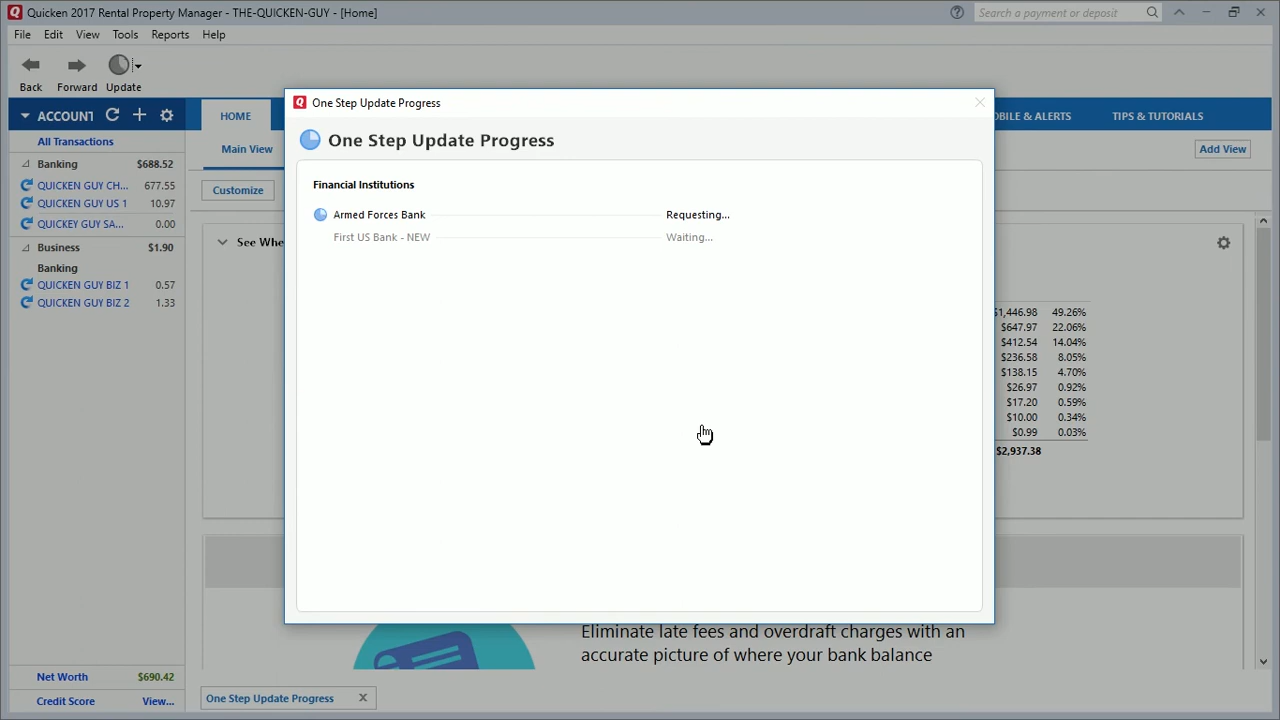 Quicken 2017 Rental Property Manager - THE-QUICKEN-GUY - [Home]
Search a payment or deposit
File Edit View Tools Reports Help
Back Forward Update
ACCOUNT
All Transactions
Banking $688.52
QUICKEN GUY CH... 677.55
QUICKEN GUY US 1 10.97
QUICKEY GUY SA... 0.00
Business $1.90
Banking
QUICKEN GUY BIZ 1 0.57
QUICKEN GUY BIZ 2 1.33
Net Worth $690.42
Credit Score View...
HOME
OBILE & ALERTS
TIPS & TUTORIALS
Main View
Add View
Customize
See Whe
One Step Update Progress
One Step Update Progress
Financial Institutions
Armed Forces Bank Requesting...
First US Bank - NEW Waiting...
$1,446.98 49.26%
$647.97 22.06%
$412.54 14.04%
$236.58 8.05%
$138.15 4.70%
$26.97 0.92%
$17.20 0.59%
$10.00 0.34%
$0.99 0.03%
$2,937.38
Eliminate late fees and overdraft charges with an
accurate picture of where your bank balance
One Step Update Progress